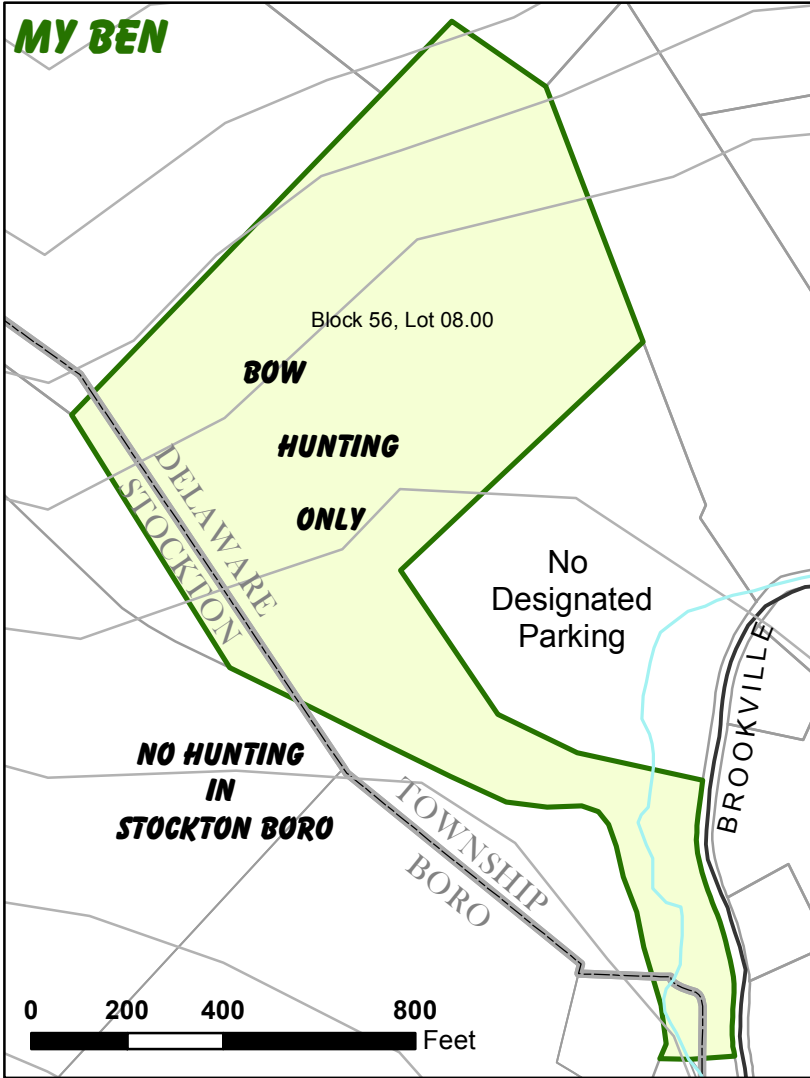 MY BEN
Block 56, Lot 08.00
BOW
HUNTING
ONLY
DELAWARE
STOCKTON
No
Designated
Parking
BROOKVILLE
NO HUNTING
IN
STOCKTON BORO
TOWNSHIP
BORO
0 200 400 800
Feet